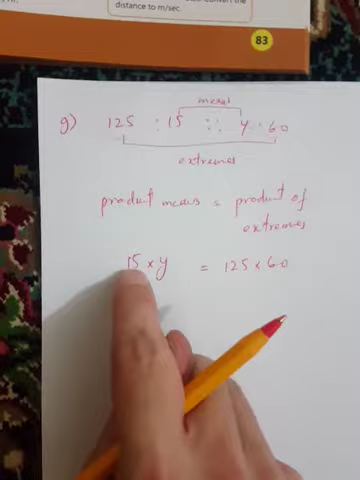 distance to m/sec.
83
means
g) 125 : 15 :: y : 60
extremes
product means = product of
extremes
15 × y = 125 × 60